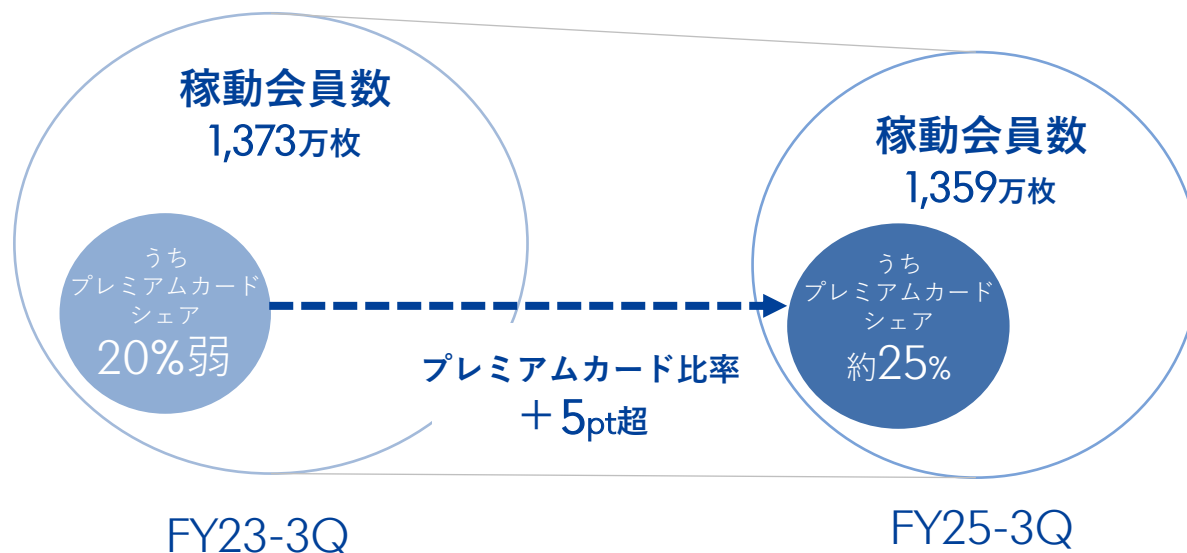 稼動会員数
1,373万枚
うち
プレミアムカード
シェア
20%弱
FY23-3Q
プレミアムカード比率
＋5pt超
稼動会員数
1,359万枚
うち
プレミアムカード
シェア
約25%
FY25-3Q